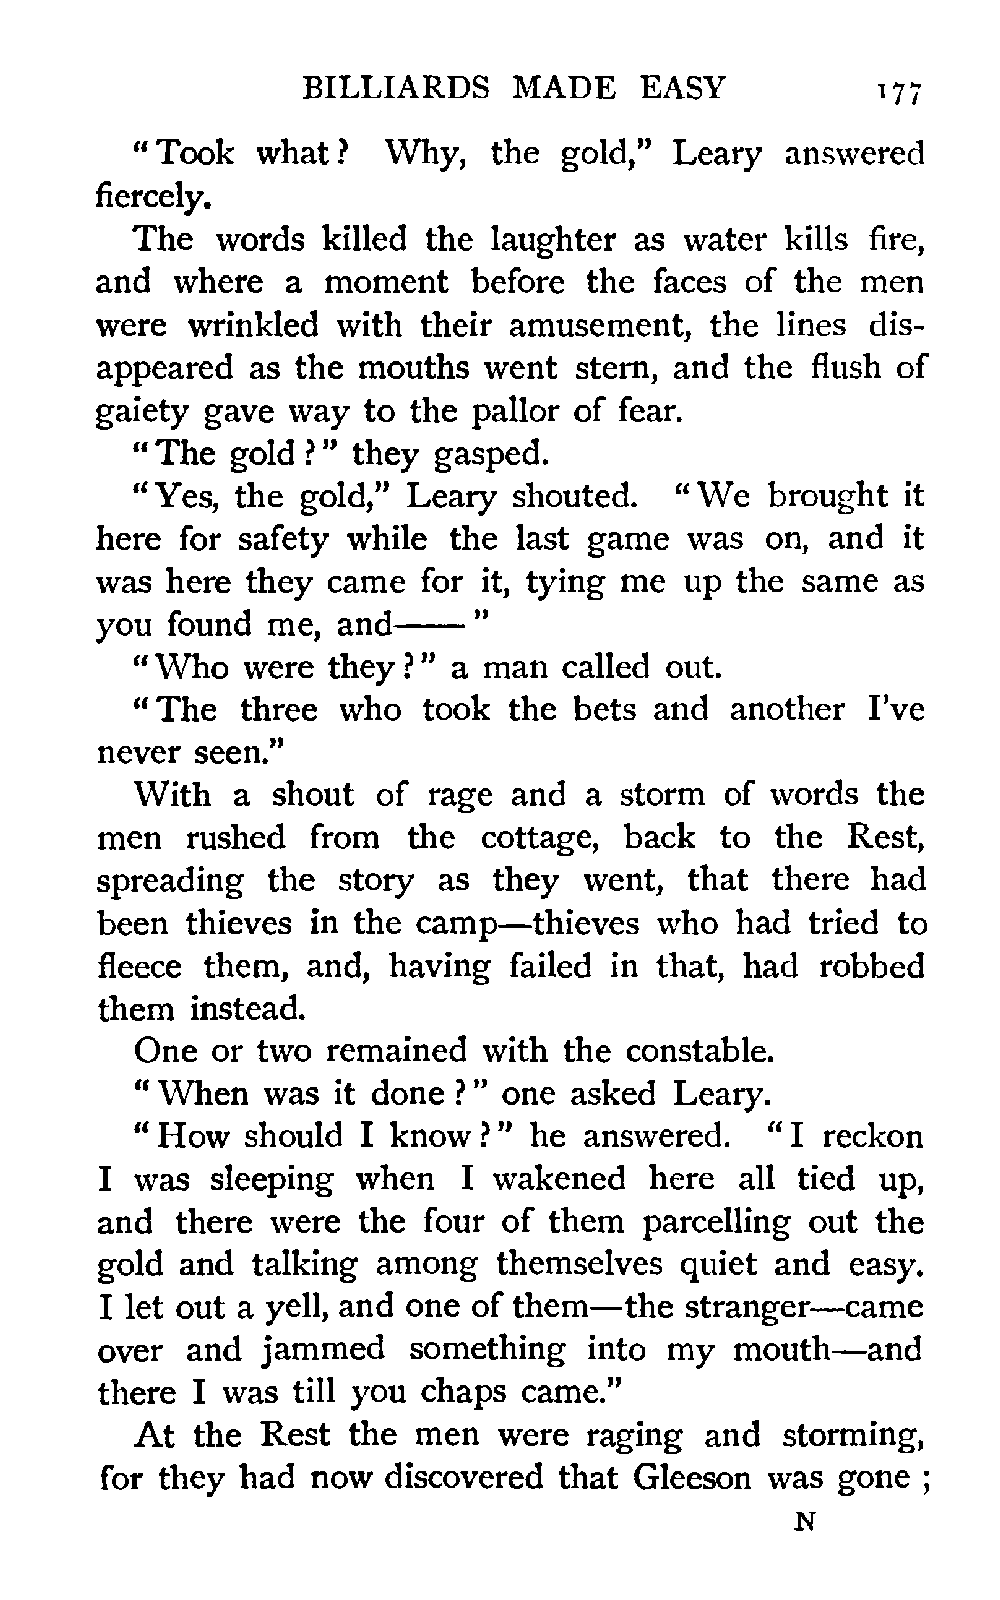 BILLIARDS MADE EASY 177
"Took what? Why, the gold," Leary answered
fiercely.
The words killed the laughter as water kills fire,
and where a moment before the faces of the men
were wrinkled with their amusement, the lines dis-
appeared as the mouths went stern, and the flush of
gaiety gave way to the pallor of fear.
"The gold?" they gasped.
"Yes, the gold," Leary shouted. "We brought it
here for safety while the last game was on, and it
was here they came for it, tying me up the same as
you found me, and——"
"Who were they?" a man called out.
"The three who took the bets and another I've
never seen."
With a shout of rage and a storm of words the
men rushed from the cottage, back to the Rest,
spreading the story as they went, that there had
been thieves in the camp—thieves who had tried to
fleece them, and, having failed in that, had robbed
them instead.
One or two remained with the constable.
"When was it done?" one asked Leary.
"How should I know?" he answered. "I reckon
I was sleeping when I wakened here all tied up,
and there were the four of them parcelling out the
gold and talking among themselves quiet and easy.
I let out a yell, and one of them—the stranger—came
over and jammed something into my mouth—and
there I was till you chaps came."
At the Rest the men were raging and storming,
for they had now discovered that Gleeson was gone;
N